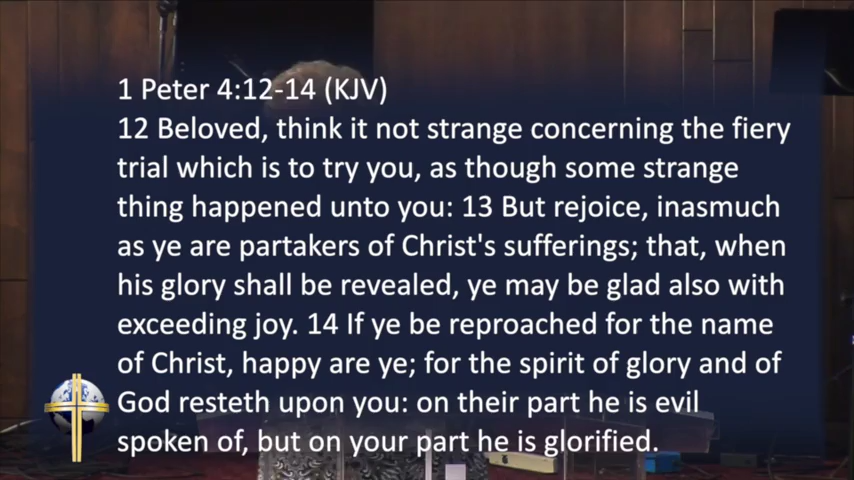 1 Peter 4:12-14 (KJV)
12 Beloved, think it not strange concerning the fiery
trial which is to try you, as though some strange
thing happened unto you: 13 But rejoice, inasmuch
as ye are partakers of Christ's sufferings; that, when
his glory shall be revealed, ye may be glad also with
exceeding joy. 14 If ye be reproached for the name
of Christ, happy are ye; for the spirit of glory and of
God resteth upon you: on their part he is evil
spoken of, but on your part he is glorified.